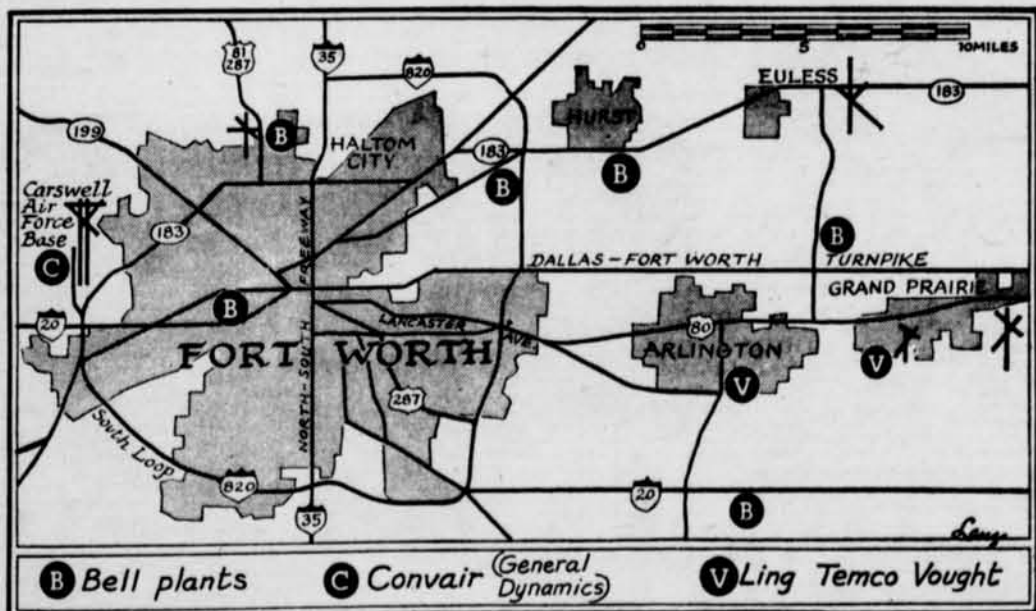 81
287
35
820
0
5
10 MILES
EULESS
183
199
B
HURST
HALTOM
CITY
183
B
B
Carswell
Air
Force
Base
183
C
NORTH-SOUTH FREEWAY
B
DALLAS-FORT WORTH TURNPIKE
GRAND PRAIRIE
20
B
LANCASTER AVE.
80
FORT WORTH
ARLINGTON
V
V
287
South Loop
820
20
B
35
Lang
B Bell plants
C Convair (General
Dynamics)
V Ling Temco Vought